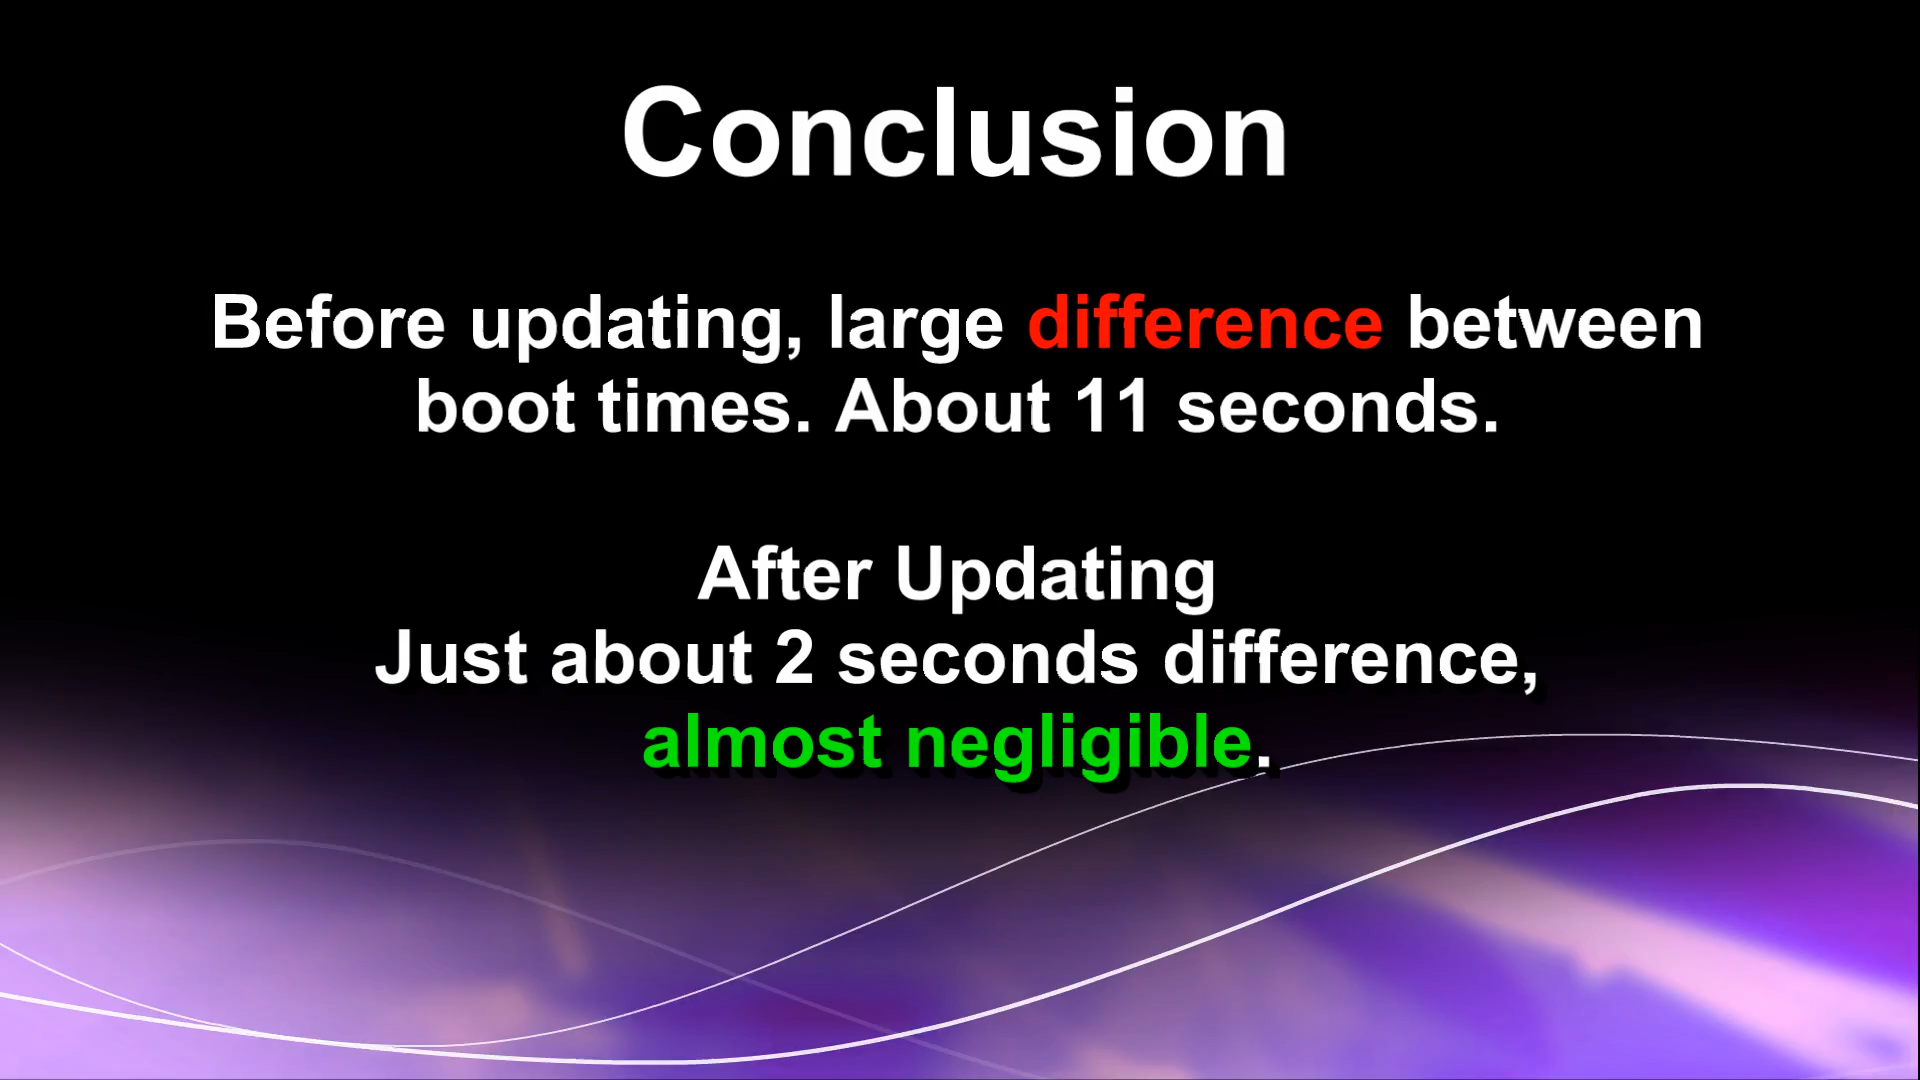 Conclusion
Before updating, large difference between
boot times. About 11 seconds.
After Updating
Just about 2 seconds difference,
almost negligible.